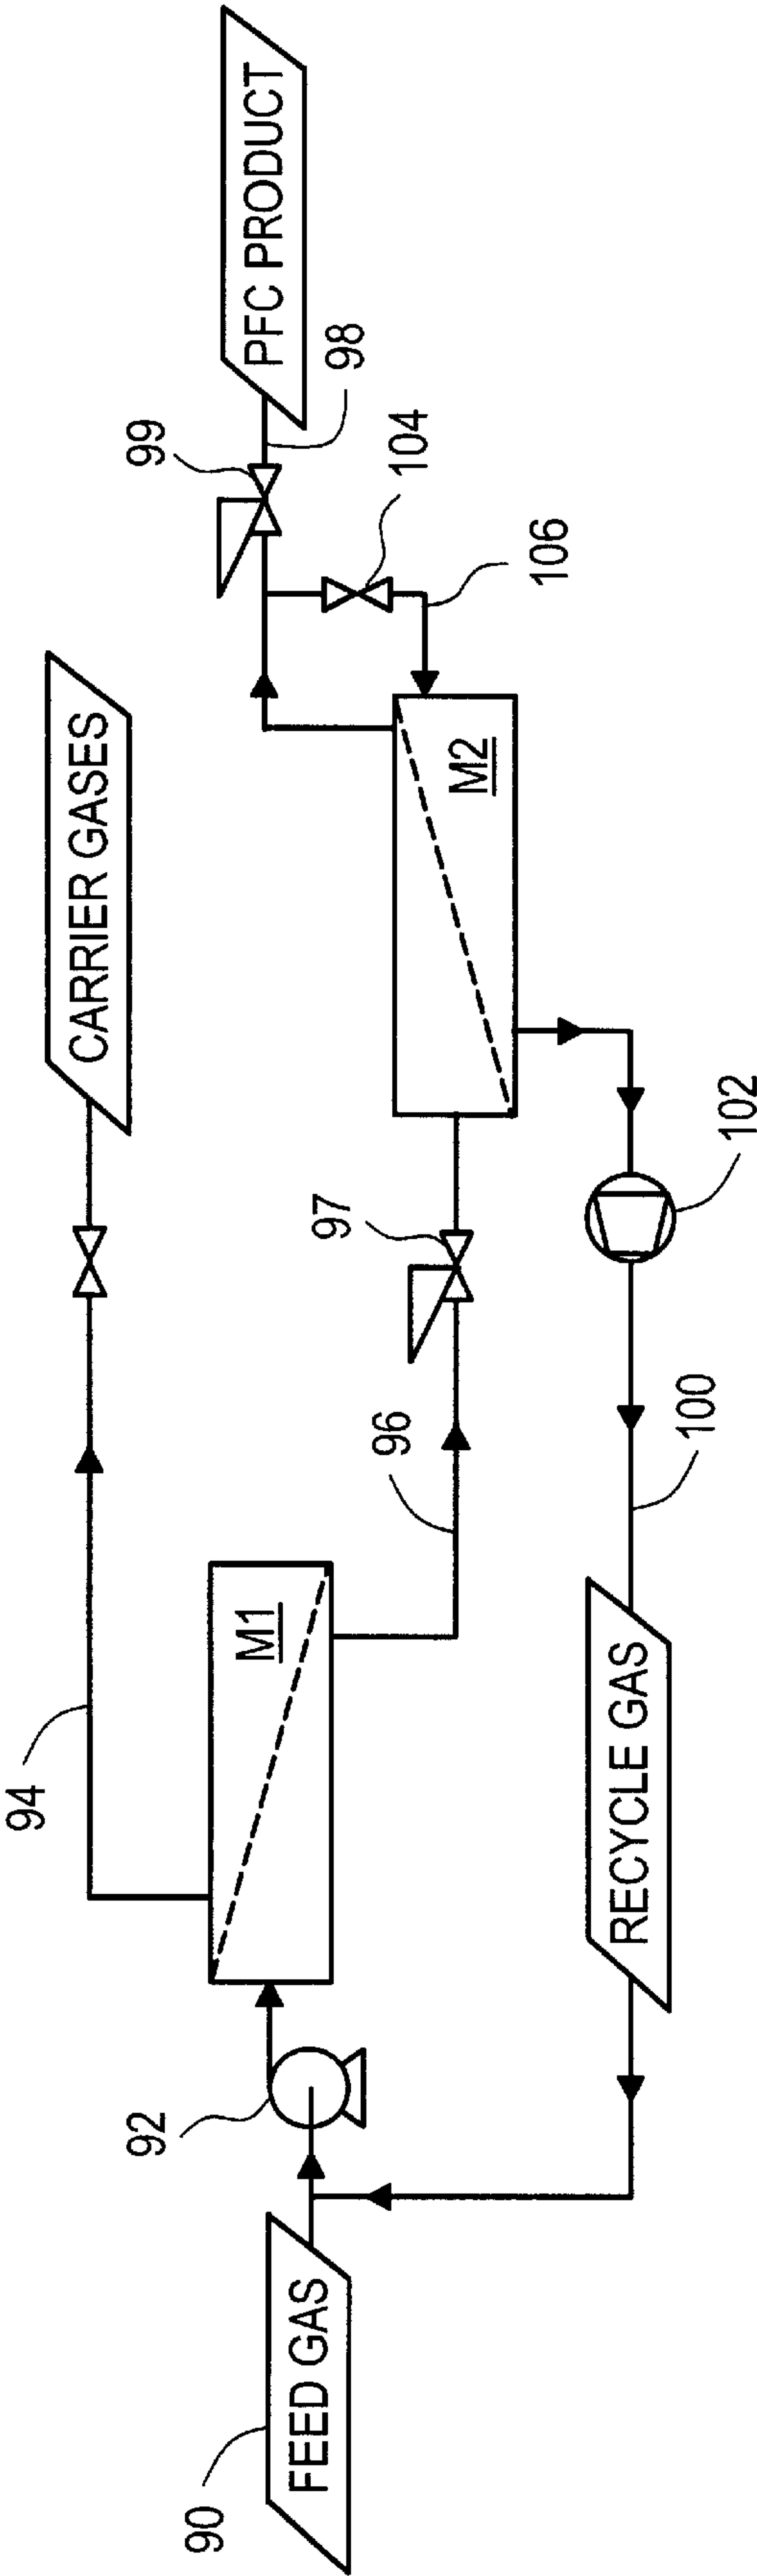 CARRIER GASES
94
99
PFC PRODUCT
98
104
106
97
96
M1
M2
92
90
FEED GAS
RECYCLE GAS
100
102